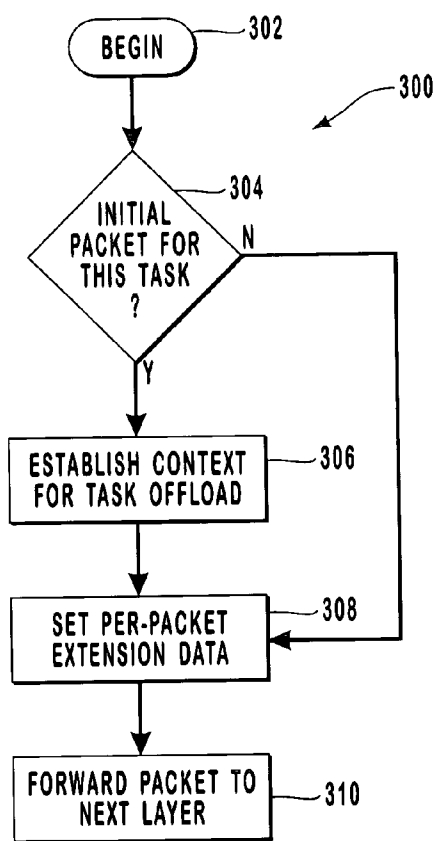 BEGIN
302
300
304
INITIAL
PACKET FOR
THIS TASK
?
N
Y
ESTABLISH CONTEXT
FOR TASK OFFLOAD
306
SET PER-PACKET
EXTENSION DATA
308
FORWARD PACKET TO
NEXT LAYER
310